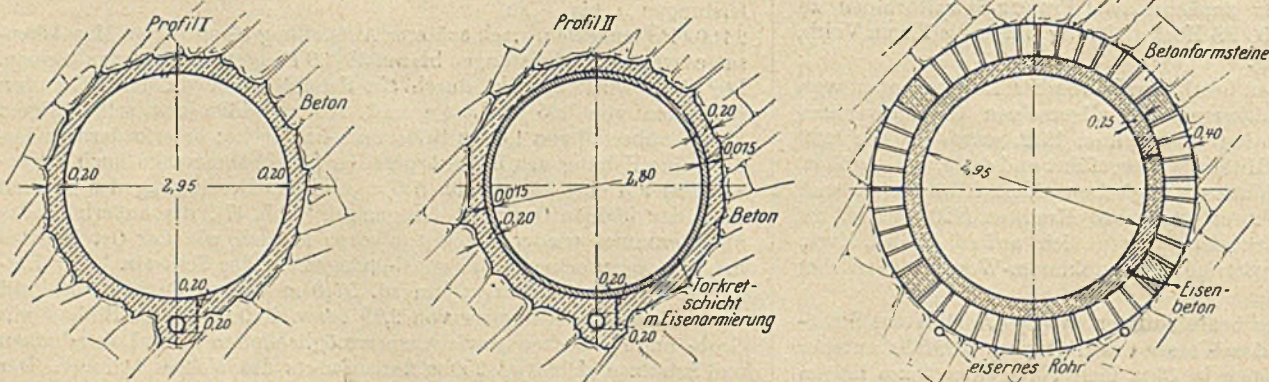 Profil I
Beton
0,20
2,95
0,20
0,20
0,20
Profil II
0,20
0,015
2,80
0,015
0,20
Beton
0,20
0,20
Torkret-
schicht
m. Eisenarmierung
Betonformsteine
0,25
0,40
2,95
Eisen-
beton
eisernes Rohr